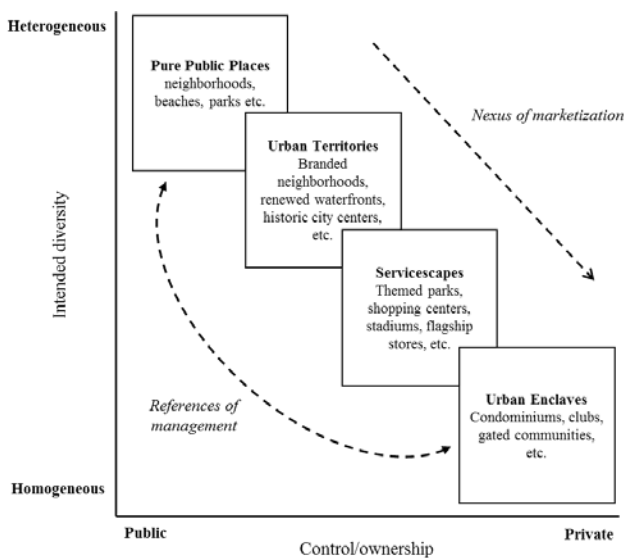 Heterogeneous
Pure Public Places
neighborhoods,
beaches, parks etc.
Nexus of marketization
Urban Territories
Branded
neighborhoods,
renewed waterfronts,
historic city centers,
etc.
Intended diversity
Servicescapes
Themed parks,
shopping centers,
stadiums, flagship
stores, etc.
References of
management
Urban Enclaves
Condominiums, clubs,
gated communities,
etc.
Homogeneous
Public
Private
Control/ownership